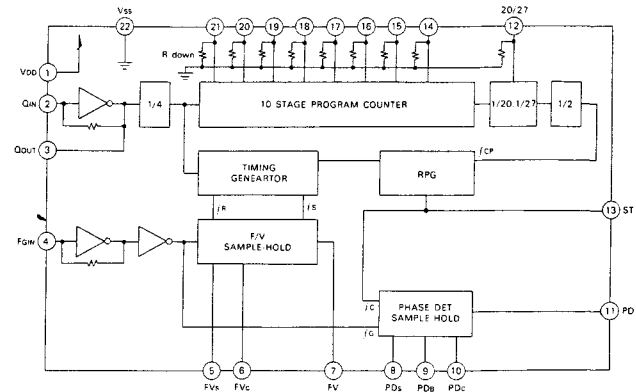 Vss
20/27
22
21
20
19
18
17
16
15
14
12
R down
VDD
1
QIN
2
1/4
10 STAGE PROGRAM COUNTER
1/20.1/27
1/2
QOUT
3
TIMING
GENEARTOR
RPG
fCP
fR
fS
13
ST
FGIN
4
F/V
SAMPLE-HOLD
fC
PHASE DET
SAMPLE HOLD
11
PD
fG
5
6
7
8
9
10
FVs
FVc
FV
PDs
PDB
PDc